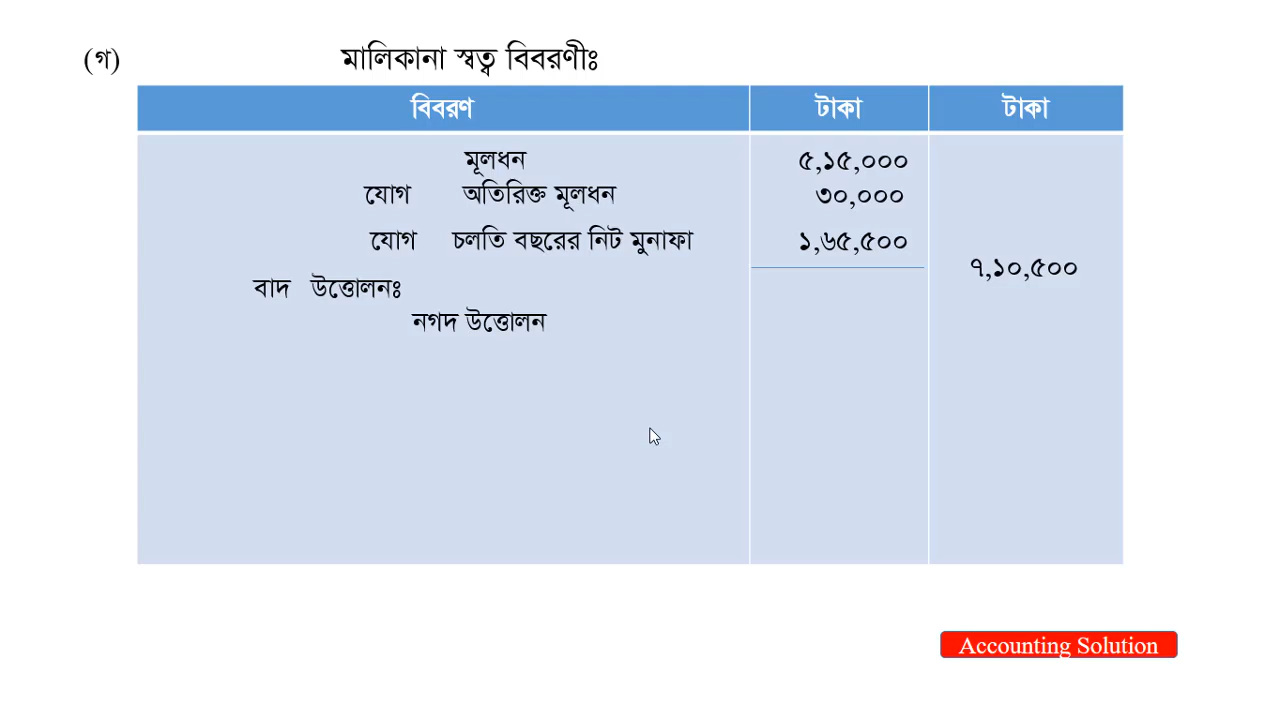 (গ) মালিকানা স্বত্ব বিবরণীঃ
বিবরণ টাকা টাকা
মূলধন ৫,১৫,০০০
যোগ অতিরিক্ত মূলধন ৩০,০০০
যোগ চলতি বছরের নিট মুনাফা ১,৬৫,৫০০
৭,১০,৫০০
বাদ উত্তোলনঃ
নগদ উত্তোলন
Accounting Solution